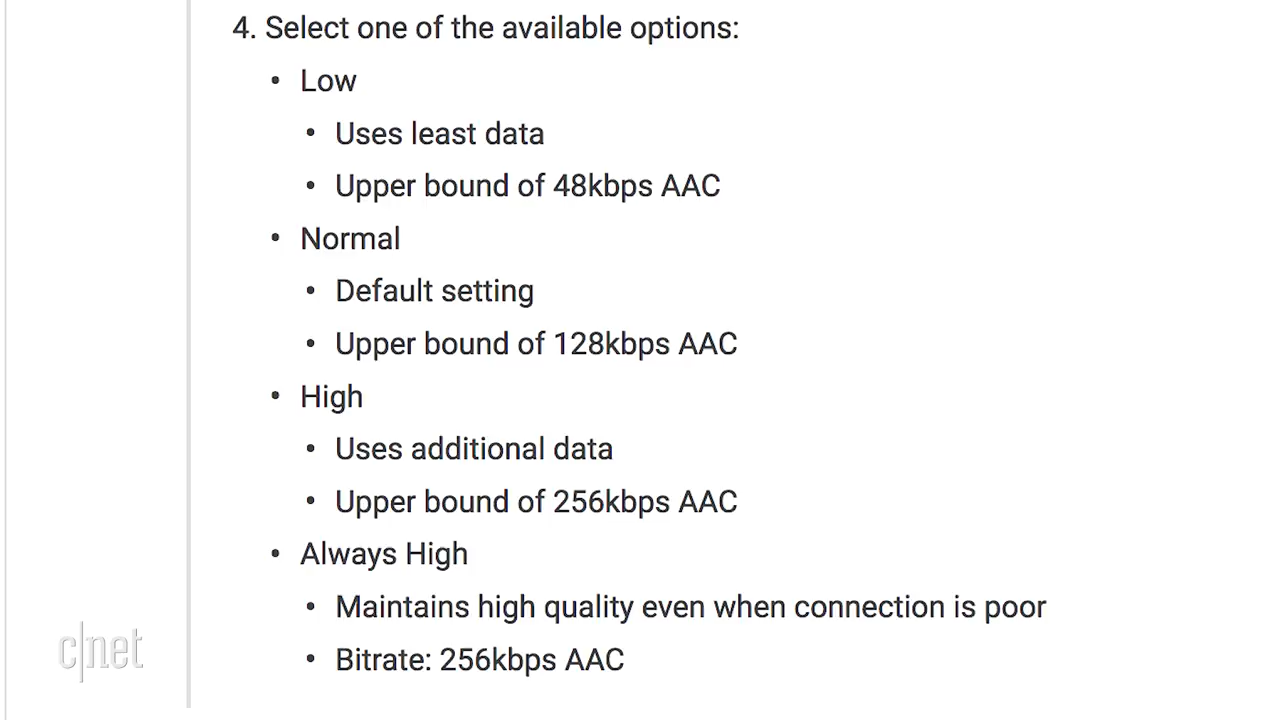 4. Select one of the available options:
• Low
• Uses least data
• Upper bound of 48kbps AAC
• Normal
• Default setting
• Upper bound of 128kbps AAC
• High
• Uses additional data
• Upper bound of 256kbps AAC
• Always High
• Maintains high quality even when connection is poor
• Bitrate: 256kbps AAC
c|net